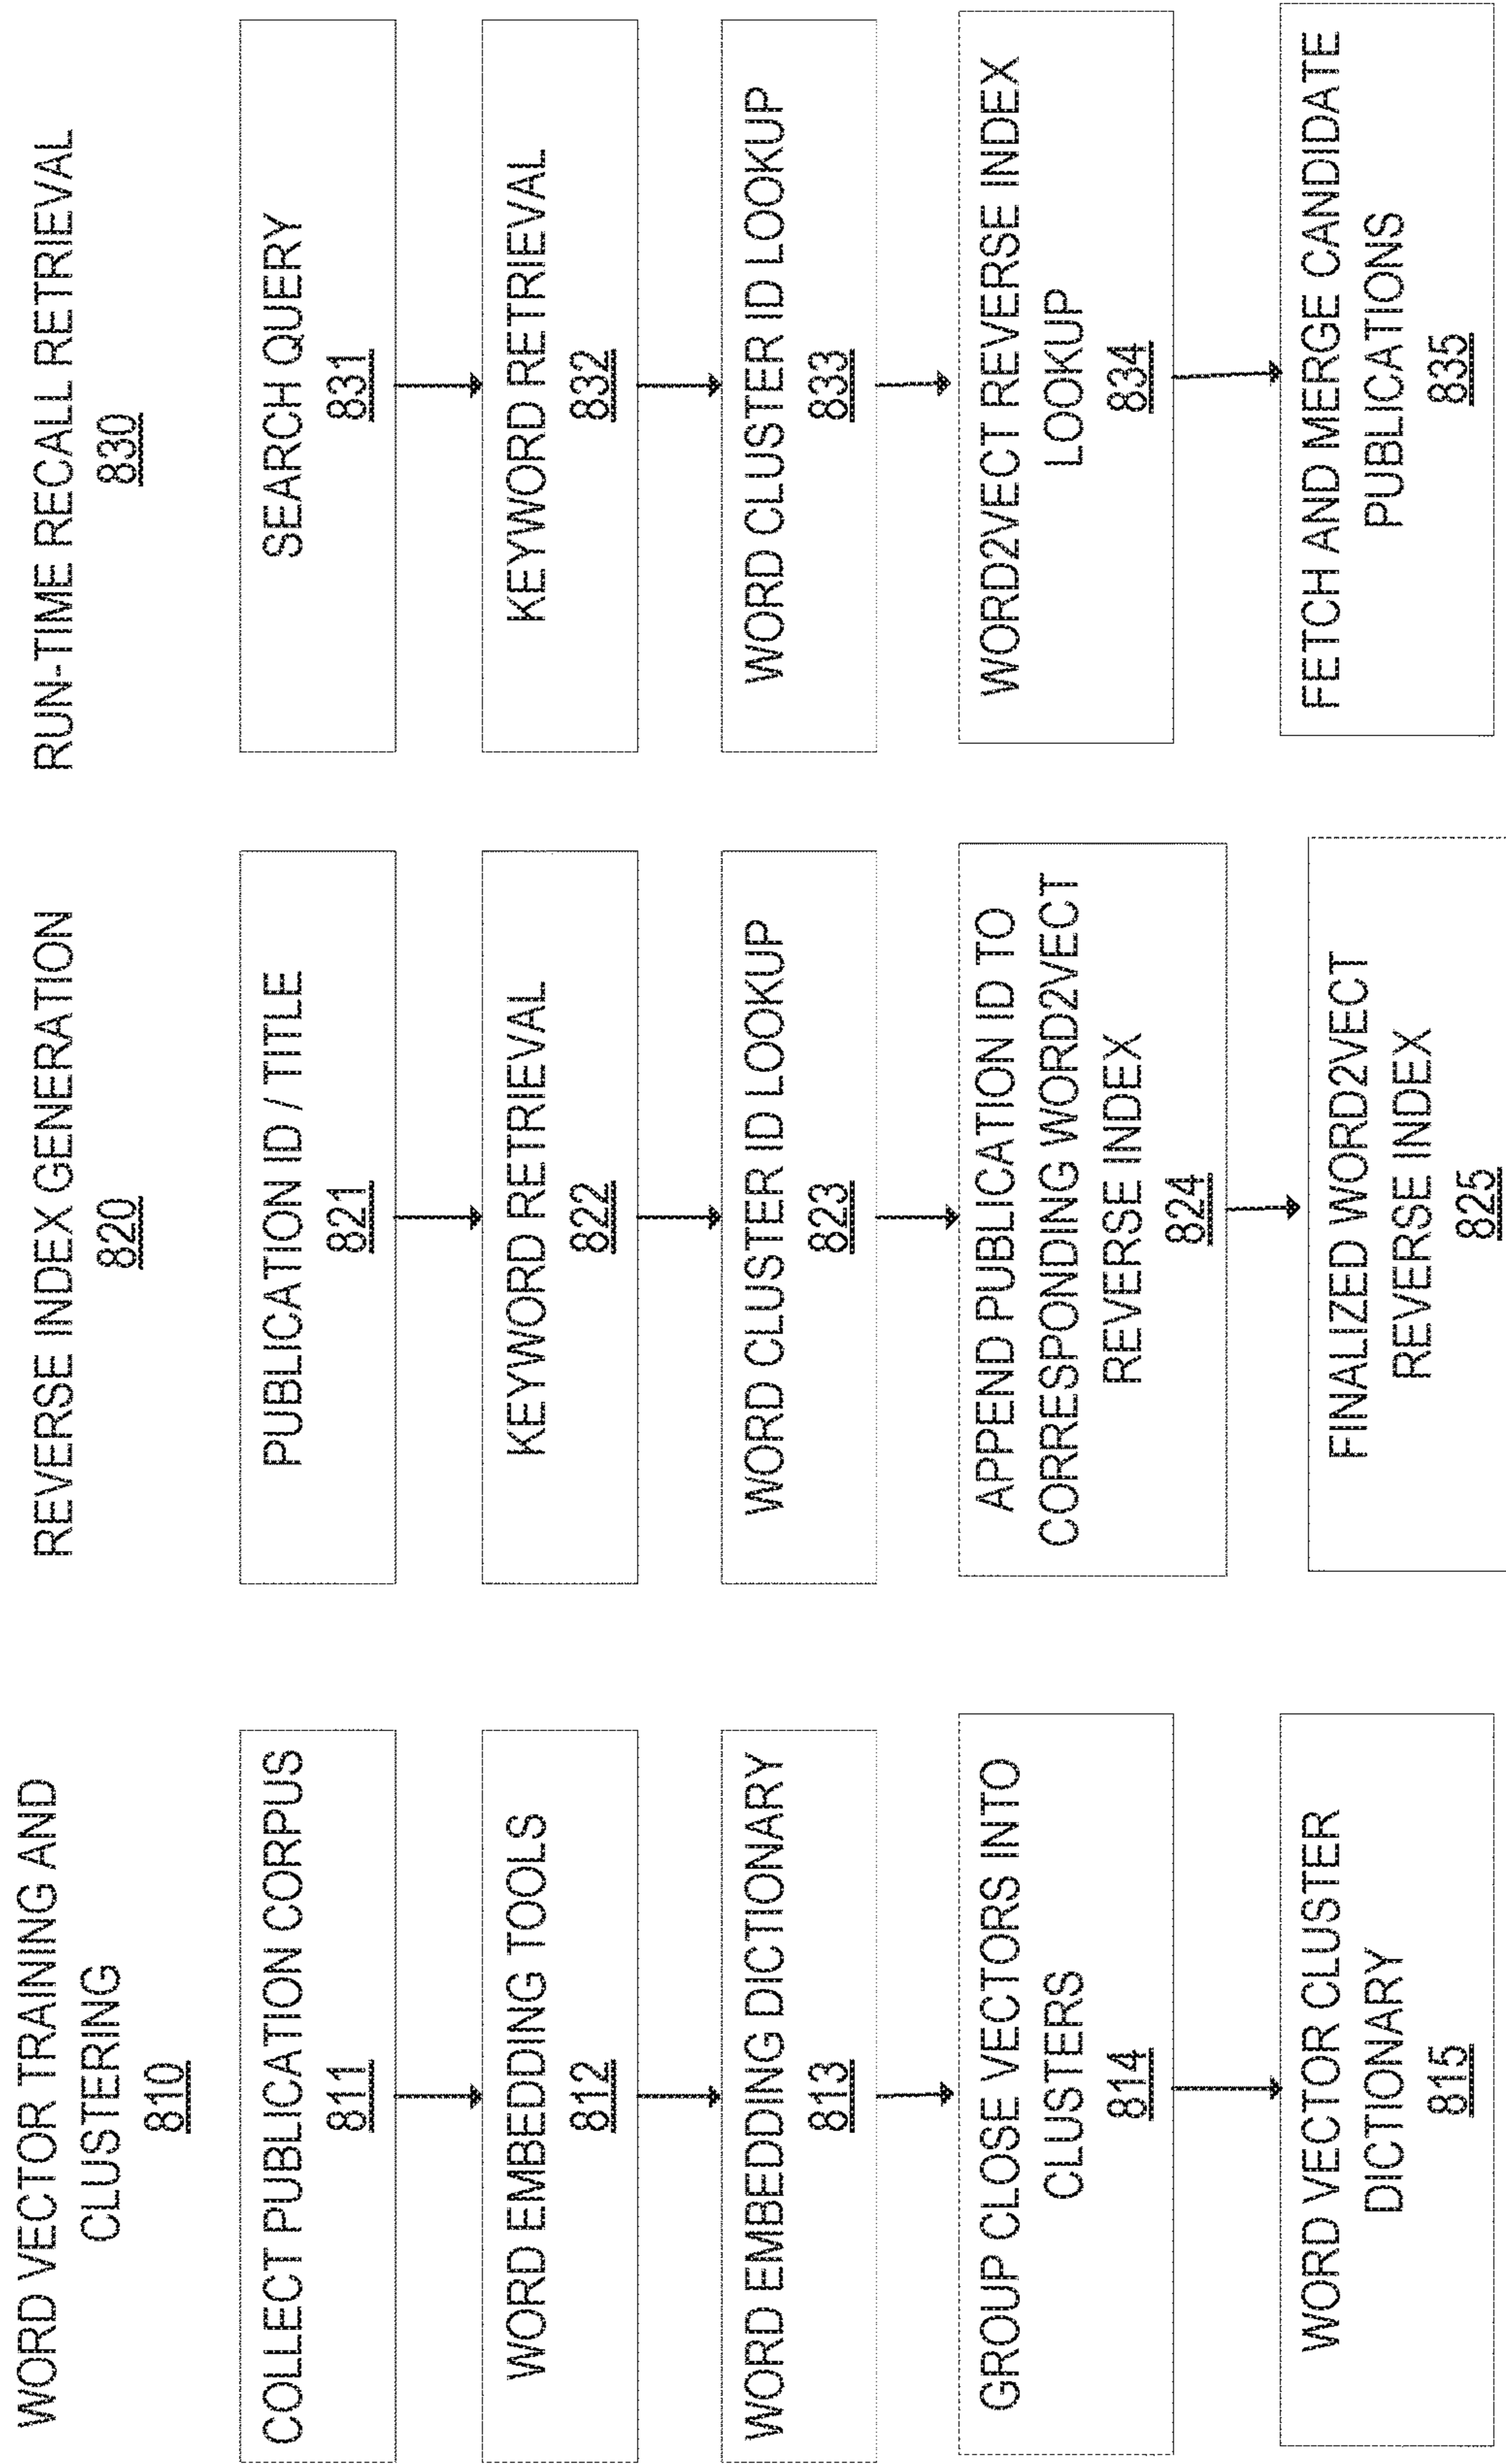 WORD VECTOR TRAINING AND
CLUSTERING
810
COLLECT PUBLICATION CORPUS
811
WORD EMBEDDING TOOLS
812
WORD EMBEDDING DICTIONARY
813
GROUP CLOSE VECTORS INTO
CLUSTERS
814
WORD VECTOR CLUSTER
DICTIONARY
815
REVERSE INDEX GENERATION
820
PUBLICATION ID / TITLE
821
KEYWORD RETRIEVAL
822
WORD CLUSTER ID LOOKUP
823
APPEND PUBLICATION ID TO
CORRESPONDING WORD2VECT
REVERSE INDEX
824
FINALIZED WORD2VECT
REVERSE INDEX
825
RUN-TIME RECALL RETRIEVAL
830
SEARCH QUERY
831
KEYWORD RETRIEVAL
832
WORD CLUSTER ID LOOKUP
833
WORD2VECT REVERSE INDEX
LOOKUP
834
FETCH AND MERGE CANDIDATE
PUBLICATIONS
835